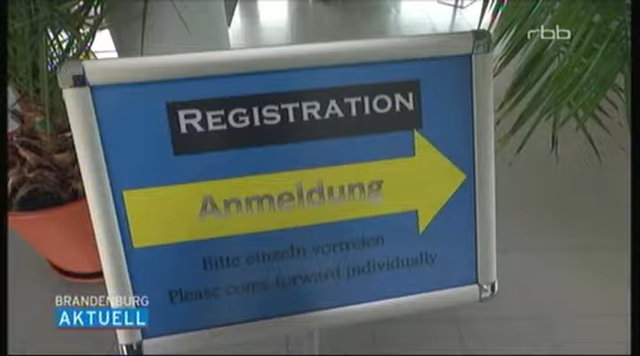 rbb
REGISTRATION
Anmeldung
Bitte einzeln vortreten
Please come forward individually
BRANDENBURG
AKTUELL